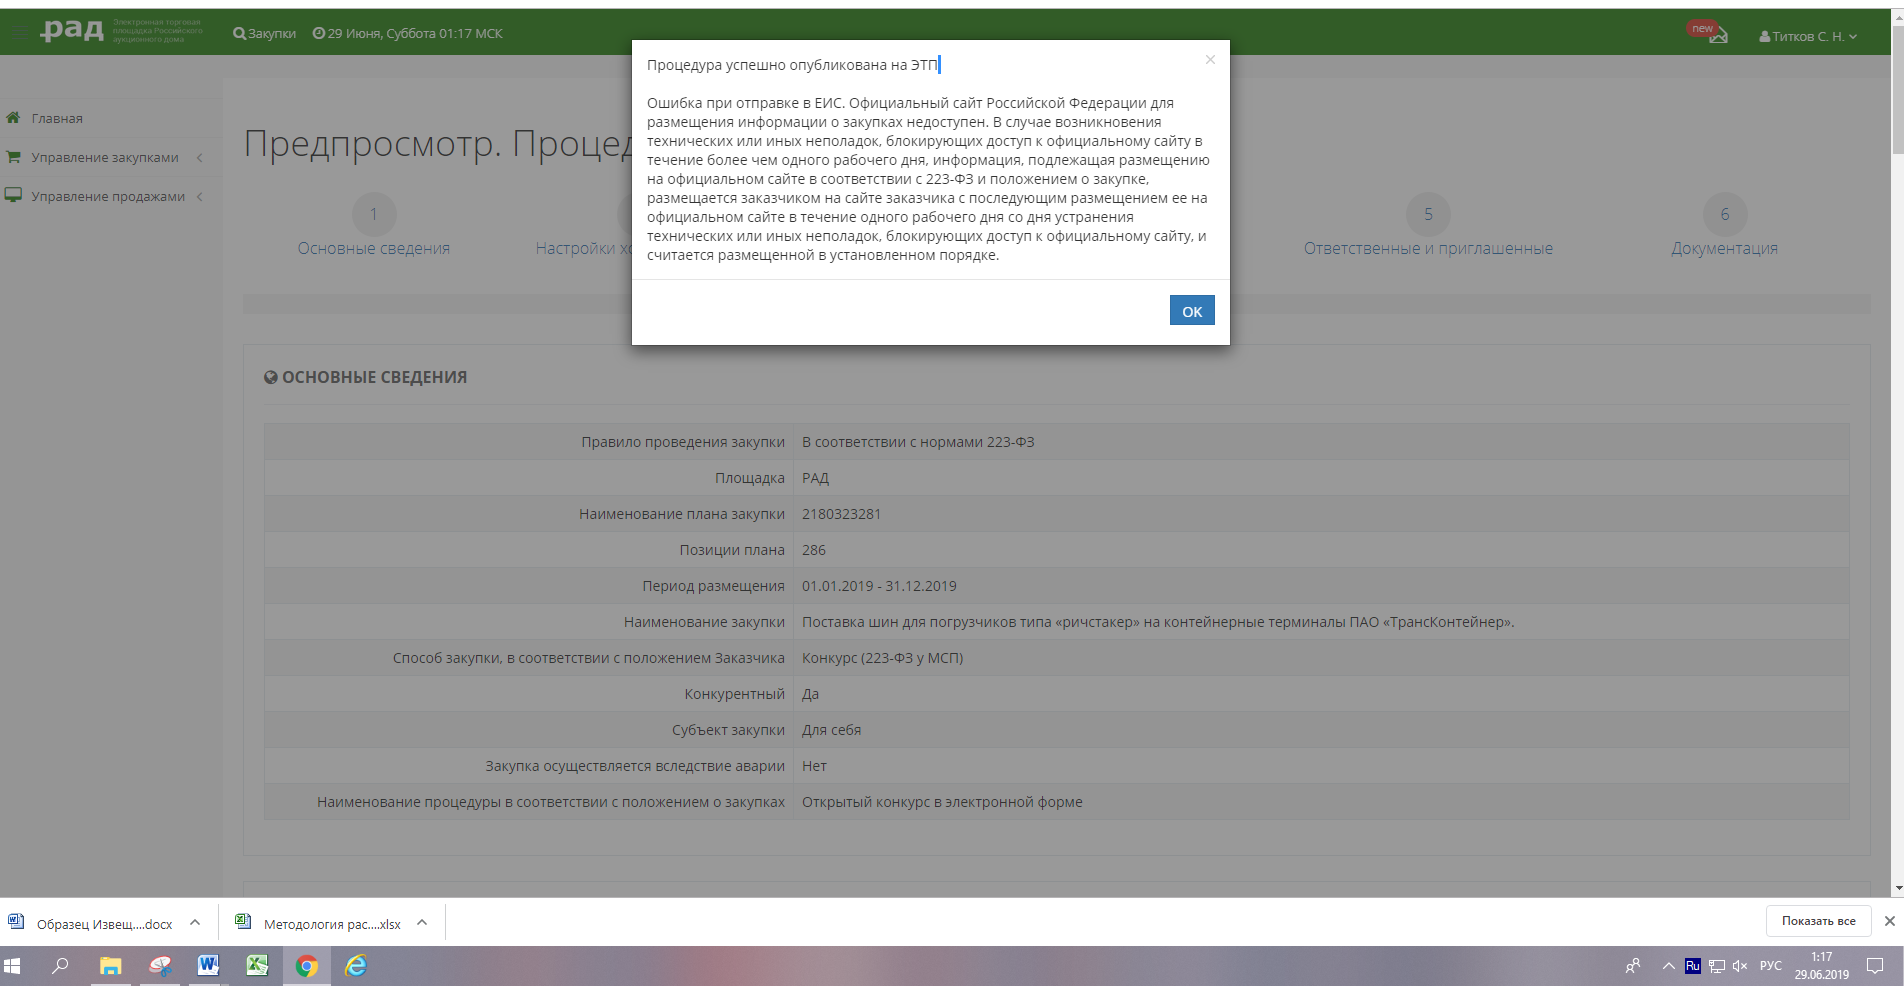 рад
Электронная торговая
площадка Российского
аукционного дома
Закупки
29 Июня, Суббота 01:17 МСК
new
Титков С. Н.
Процедура успешно опубликована на ЭТП
×
Ошибка при отправке в ЕИС. Официальный сайт Российской Федерации для
размещения информации о закупках недоступен. В случае возникновения
технических или иных неполадок, блокирующих доступ к официальному сайту в
течение более чем одного рабочего дня, информация, подлежащая размещению
на официальном сайте в соответствии с 223-ФЗ и положением о закупке,
размещается заказчиком на сайте заказчика с последующим размещением ее на
официальном сайте в течение одного рабочего дня со дня устранения
технических или иных неполадок, блокирующих доступ к официальному сайту, и
считается размещенной в установленном порядке.
OK
Главная
Управление закупками
Управление продажами
Предпросмотр. Процед
1
Основные сведения
Настройки
5
Ответственные и приглашенные
6
Документация
ОСНОВНЫЕ СВЕДЕНИЯ
Правило проведения закупки В соответствии с нормами 223-ФЗ
Площадка РАД
Наименование плана закупки 2180323281
Позиции плана 286
Период размещения 01.01.2019 - 31.12.2019
Наименование закупки Поставка шин для погрузчиков типа «ричстакер» на контейнерные терминалы ПАО «ТрансКонтейнер».
Способ закупки, в соответствии с положением Заказчика Конкурс (223-ФЗ у МСП)
Конкурентный Да
Субъект закупки Для себя
Закупка осуществляется вследствие аварии Нет
Наименование процедуры в соответствии с положением о закупках Открытый конкурс в электронной форме
Образец Извещ....docx
Методология рас....xlsx
Показать все
Ru
РУС
1:17
29.06.2019